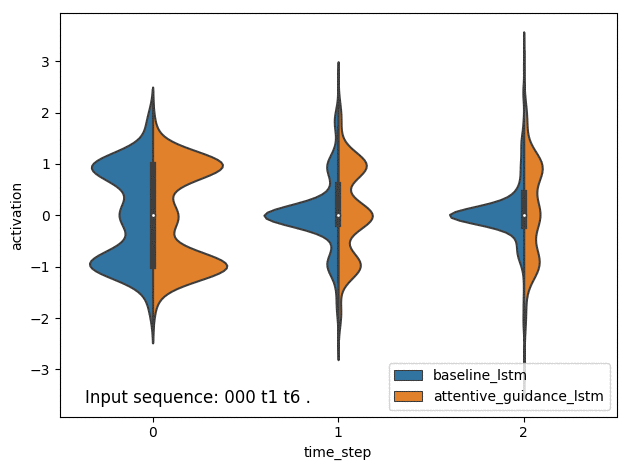 3
2
1
0
−1
−2
−3
activation
Input sequence: 000 t1 t6 .
baseline_lstm
attentive_guidance_lstm
0 1 2
time_step